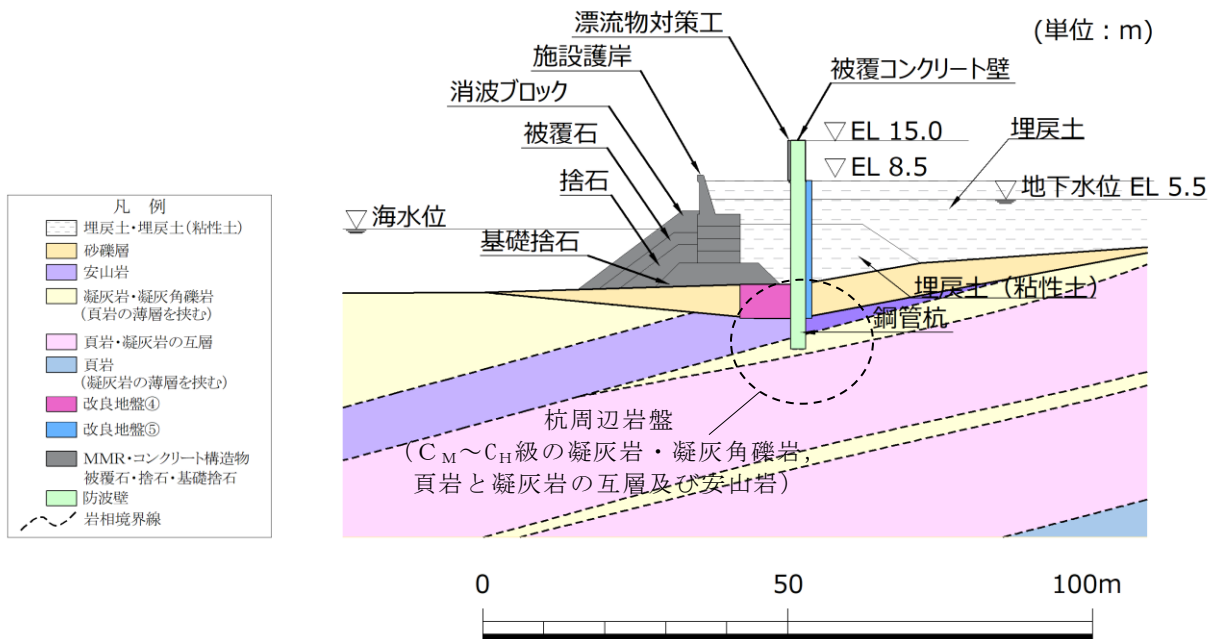 漂流物対策工
(単位：m)
施設護岸
被覆コンクリート壁
消波ブロック
EL 15.0
埋戻土
被覆石
EL 8.5
捨石
地下水位 EL 5.5
海水位
基礎捨石
埋戻土（粘性土）
鋼管杭
杭周辺岩盤
（CM～CH級の凝灰岩・凝灰角礫岩，
頁岩と凝灰岩の互層及び安山岩）
凡 例
埋戻土・埋戻土(粘性土)
砂礫層
安山岩
凝灰岩・凝灰角礫岩
(頁岩の薄層を挟む)
頁岩・凝灰岩の互層
頁岩
(凝灰岩の薄層を挟む)
改良地盤④
改良地盤⑤
MMR・コンクリート構造物
被覆石・捨石・基礎捨石
防波壁
岩相境界線
0
50
100m